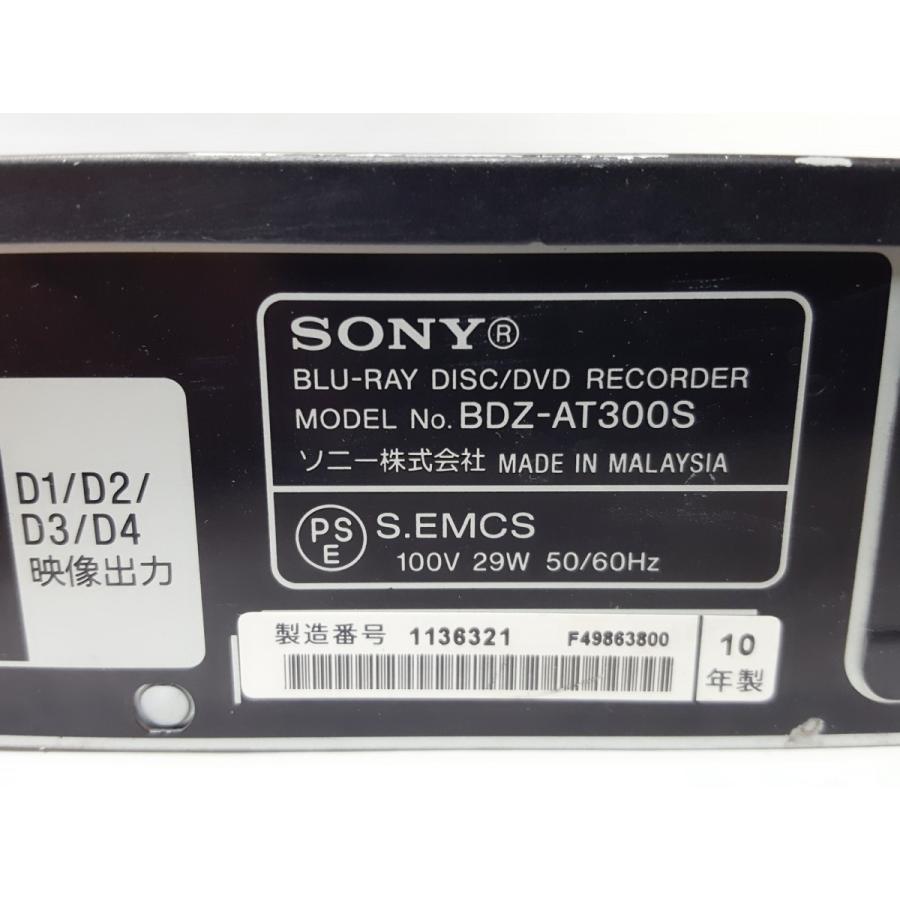 SONY®
BLU-RAY DISC/DVD RECORDER
MODEL No. BDZ-AT300S
ソニー株式会社 MADE IN MALAYSIA
PS
E
S.EMCS
100V 29W 50/60Hz
D1/D2/
D3/D4
映像出力
製造番号 1136321 F49863800
10
年製